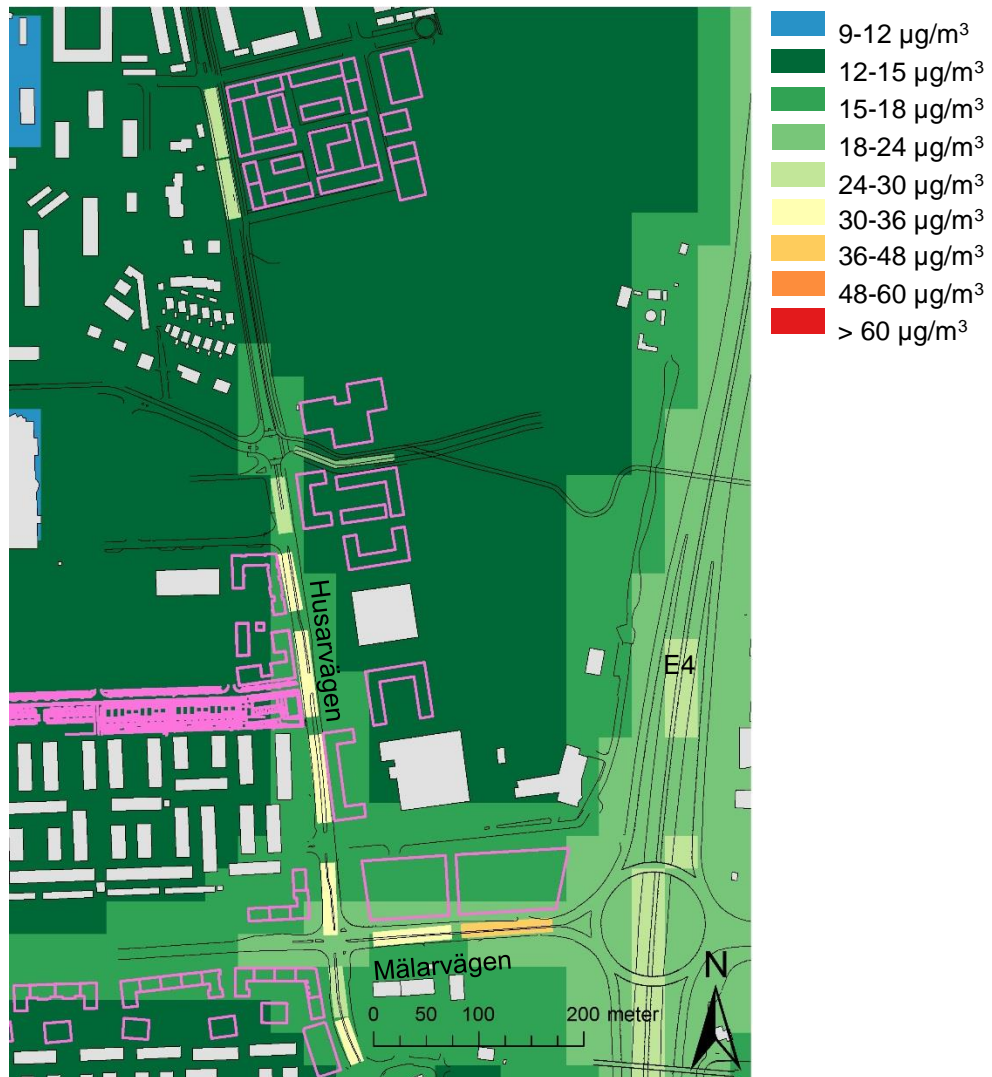 9-12 µg/m³
12-15 µg/m³
15-18 µg/m³
18-24 µg/m³
24-30 µg/m³
30-36 µg/m³
36-48 µg/m³
48-60 µg/m³
> 60 µg/m³
Husarvägen
E4
Mälarvägen
N
0 50 100 200 meter